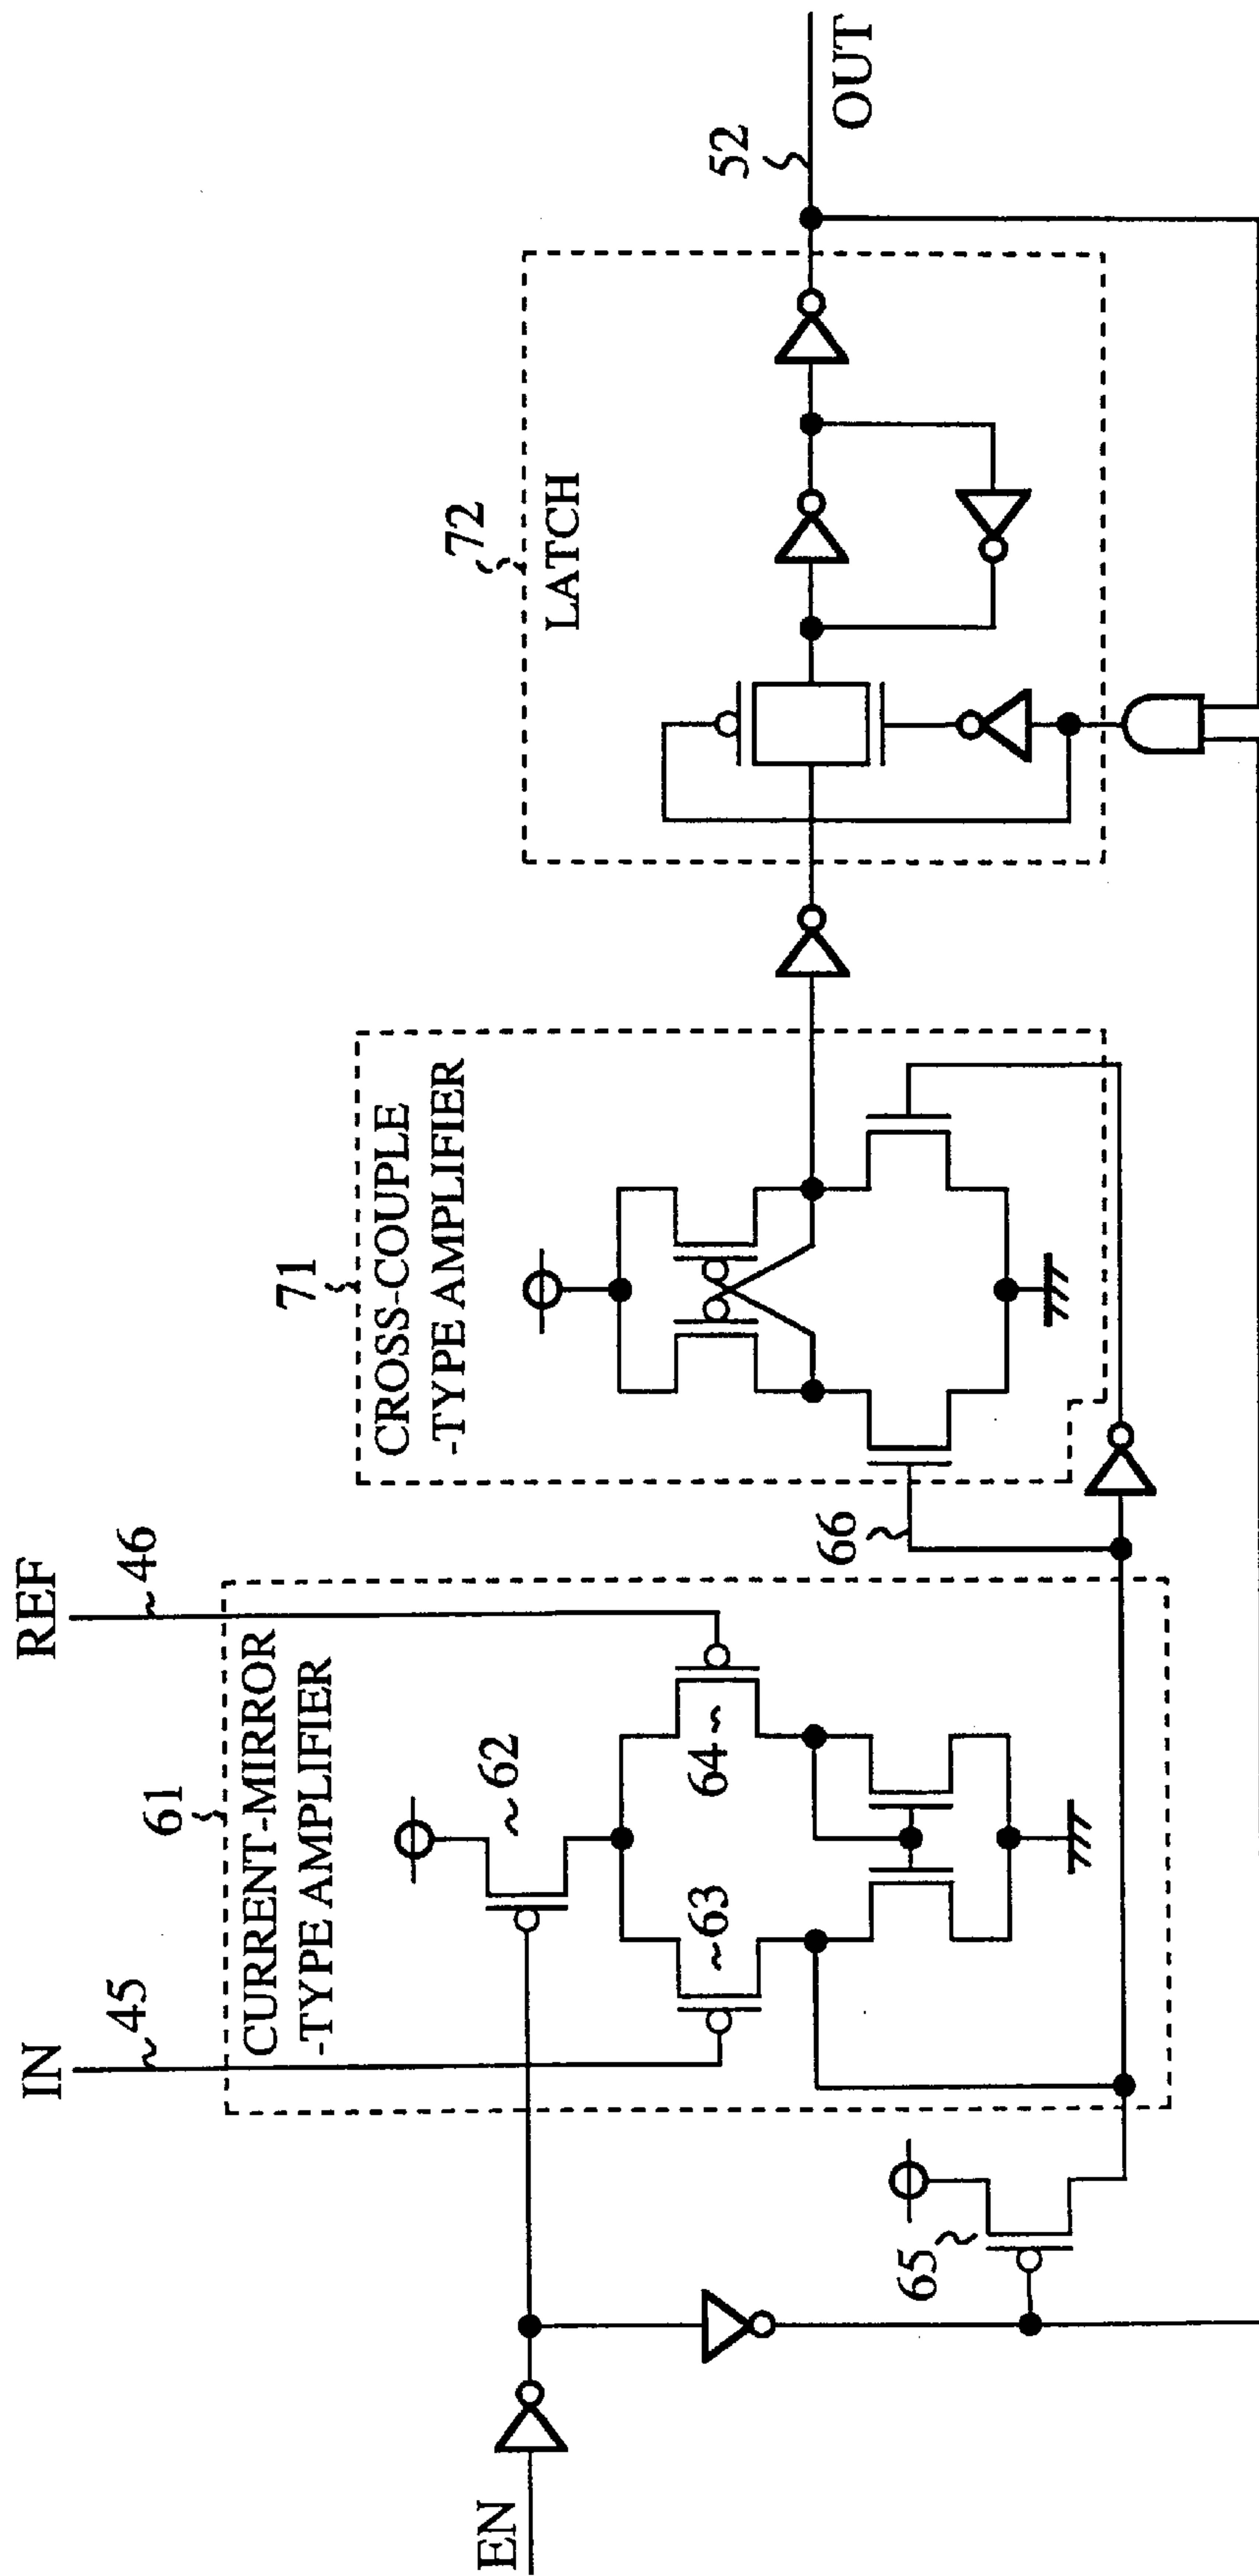 IN
45
REF
46
61
CURRENT-MIRROR
-TYPE AMPLIFIER
62
63
64
EN
65
66
71
CROSS-COUPLE
-TYPE AMPLIFIER
72
LATCH
52
OUT